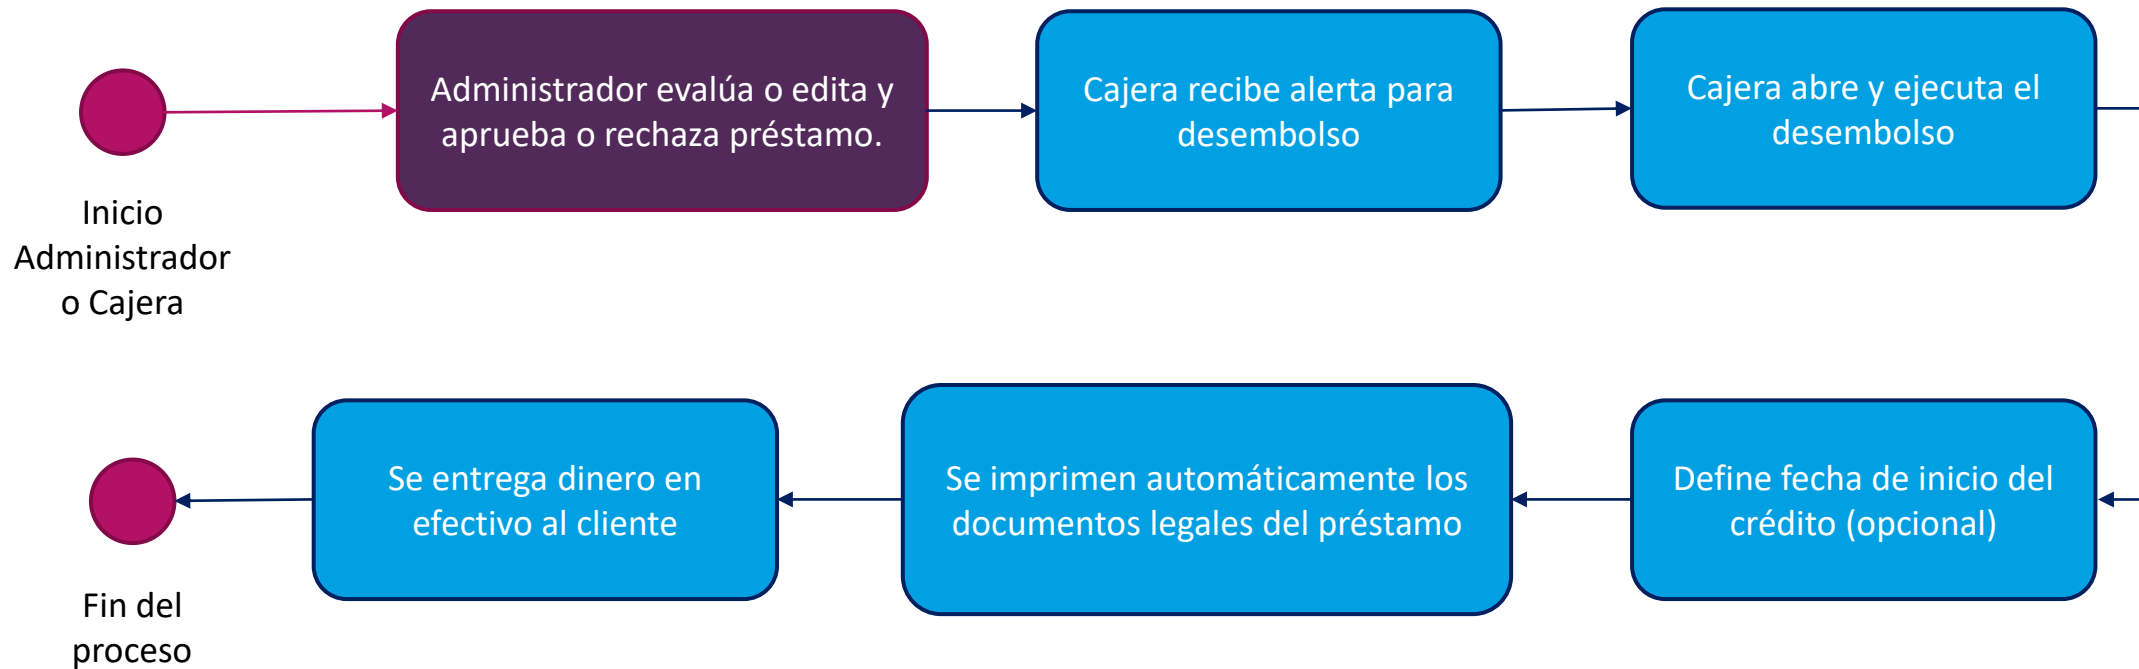 Inicio
Administrador
o Cajera
Administrador evalúa o edita y
aprueba o rechaza préstamo.
Cajera recibe alerta para
desembolso
Cajera abre y ejecuta el
desembolso
Define fecha de inicio del
crédito (opcional)
Se imprimen automáticamente los
documentos legales del préstamo
Se entrega dinero en
efectivo al cliente
Fin del
proceso